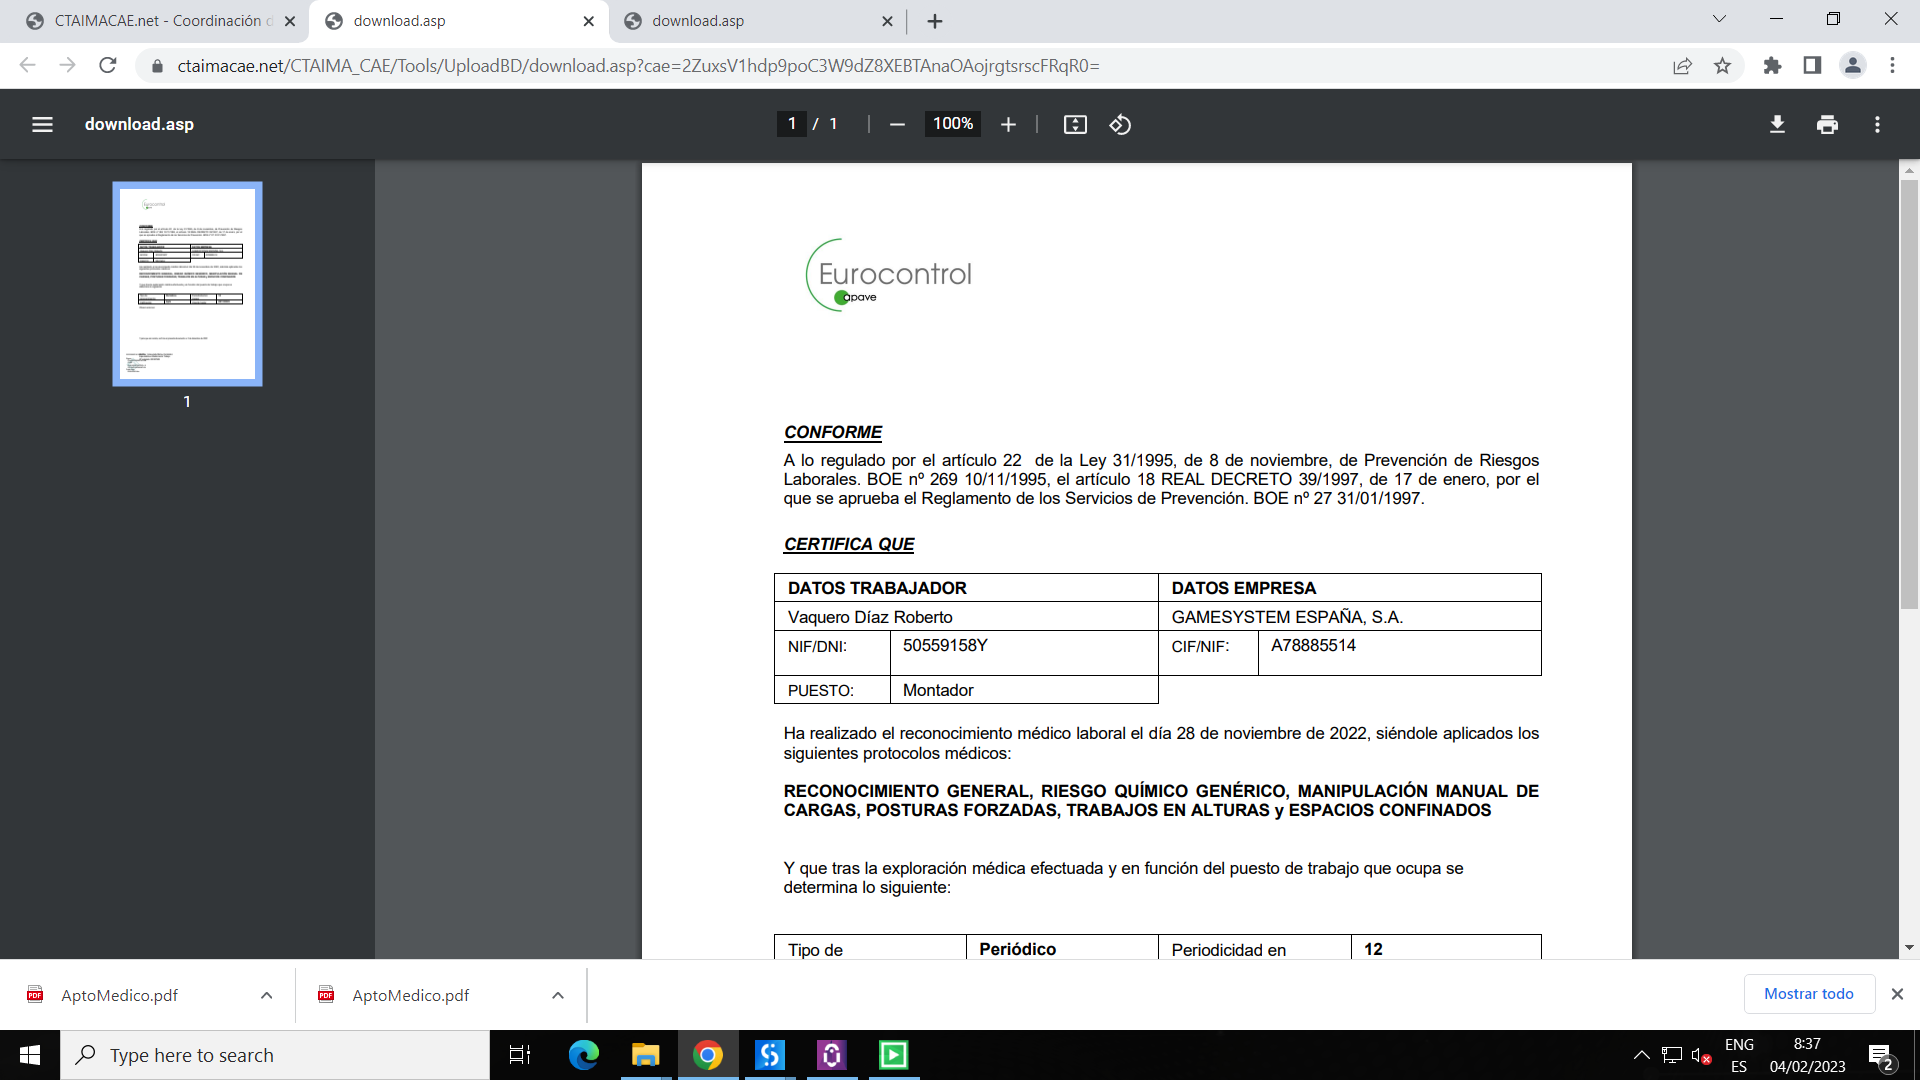 CTAIMACAE.net - Coordinación d
download.asp
download.asp
ctaimacae.net/CTAIMA_CAE/Tools/UploadBD/download.asp?cae=2ZuxsV1hdp9poC3W9dZ8XEBTAnaOAojrgtsrscFRqR0=
download.asp
1 / 1
100%
1
Eurocontrol
apave
CONFORME
A lo regulado por el artículo 22 de la Ley 31/1995, de 8 de noviembre, de Prevención de Riesgos
Laborales. BOE nº 269 10/11/1995, el artículo 18 REAL DECRETO 39/1997, de 17 de enero, por el
que se aprueba el Reglamento de los Servicios de Prevención. BOE nº 27 31/01/1997.
CERTIFICA QUE
DATOS TRABAJADOR DATOS EMPRESA
Vaquero Díaz Roberto GAMESYSTEM ESPAÑA, S.A.
NIF/DNI: 50559158Y CIF/NIF: A78885514
PUESTO: Montador
Ha realizado el reconocimiento médico laboral el día 28 de noviembre de 2022, siéndole aplicados los
siguientes protocolos médicos:
RECONOCIMIENTO GENERAL, RIESGO QUÍMICO GENÉRICO, MANIPULACIÓN MANUAL DE
CARGAS, POSTURAS FORZADAS, TRABAJOS EN ALTURAS y ESPACIOS CONFINADOS
Y que tras la exploración médica efectuada y en función del puesto de trabajo que ocupa se
determina lo siguiente:
Tipo de Periódico Periodicidad en 12
AptoMedico.pdf
AptoMedico.pdf
Mostrar todo
Type here to search
ENG
ES
8:37
04/02/2023
2